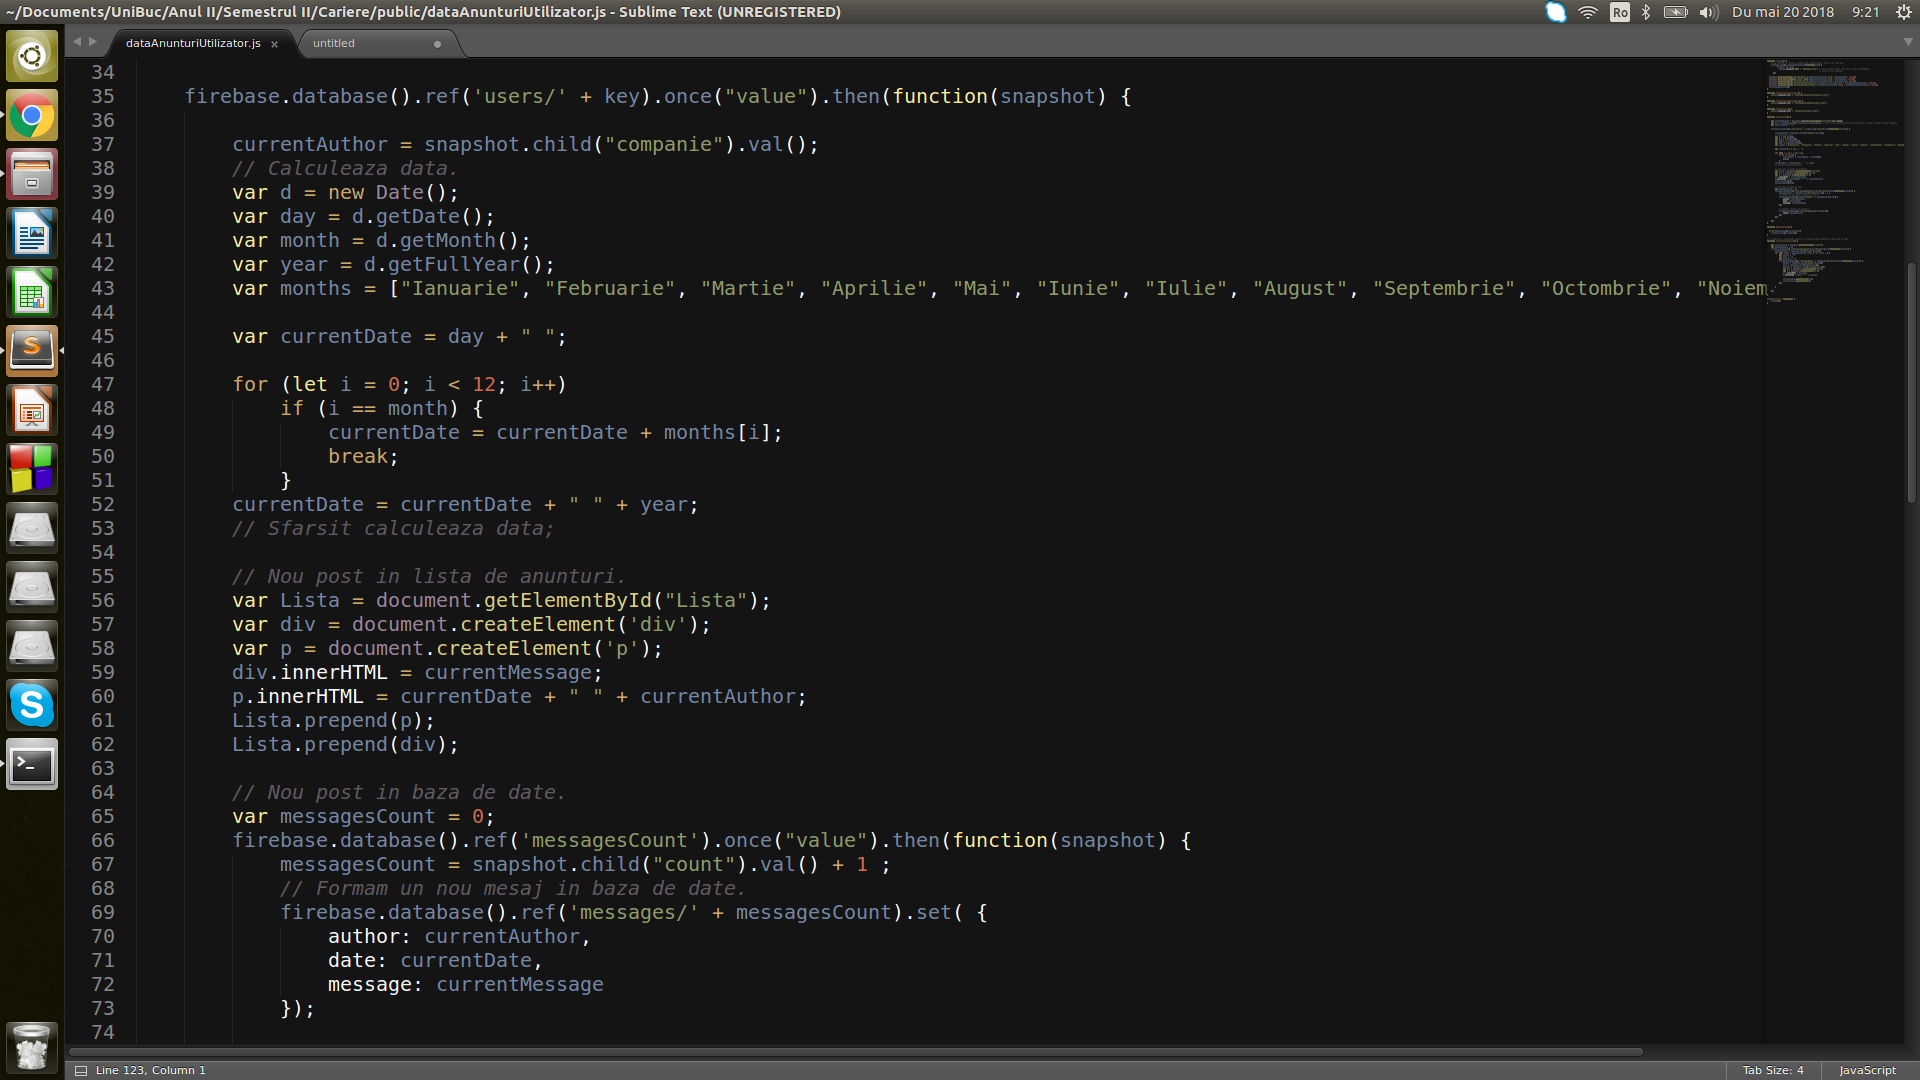 ~/Documents/UniBuc/Anul II/Semestrul II/Cariere/public/dataAnunturiUtilizator.js - Sublime Text (UNREGISTERED)
Ro
Du mai 20 2018
9:21
dataAnunturiUtilizator.js ×
untitled
34
35 firebase.database().ref('users/' + key).once("value").then(function(snapshot) {
36
37 currentAuthor = snapshot.child("companie").val();
38 // Calculeaza data.
39 var d = new Date();
40 var day = d.getDate();
41 var month = d.getMonth();
42 var year = d.getFullYear();
43 var months = ["Ianuarie", "Februarie", "Martie", "Aprilie", "Mai", "Iunie", "Iulie", "August", "Septembrie", "Octombrie", "Noiem
44
45 var currentDate = day + " ";
46
47 for (let i = 0; i < 12; i++)
48 if (i == month) {
49 currentDate = currentDate + months[i];
50 break;
51 }
52 currentDate = currentDate + " " + year;
53 // Sfarsit calculeaza data;
54
55 // Nou post in lista de anunturi.
56 var Lista = document.getElementById("Lista");
57 var div = document.createElement('div');
58 var p = document.createElement('p');
59 div.innerHTML = currentMessage;
60 p.innerHTML = currentDate + " " + currentAuthor;
61 Lista.prepend(p);
62 Lista.prepend(div);
63
64 // Nou post in baza de date.
65 var messagesCount = 0;
66 firebase.database().ref('messagesCount').once("value").then(function(snapshot) {
67 messagesCount = snapshot.child("count").val() + 1 ;
68 // Formam un nou mesaj in baza de date.
69 firebase.database().ref('messages/' + messagesCount).set( {
70 author: currentAuthor,
71 date: currentDate,
72 message: currentMessage
73 });
74
Line 123, Column 1
Tab Size: 4
JavaScript